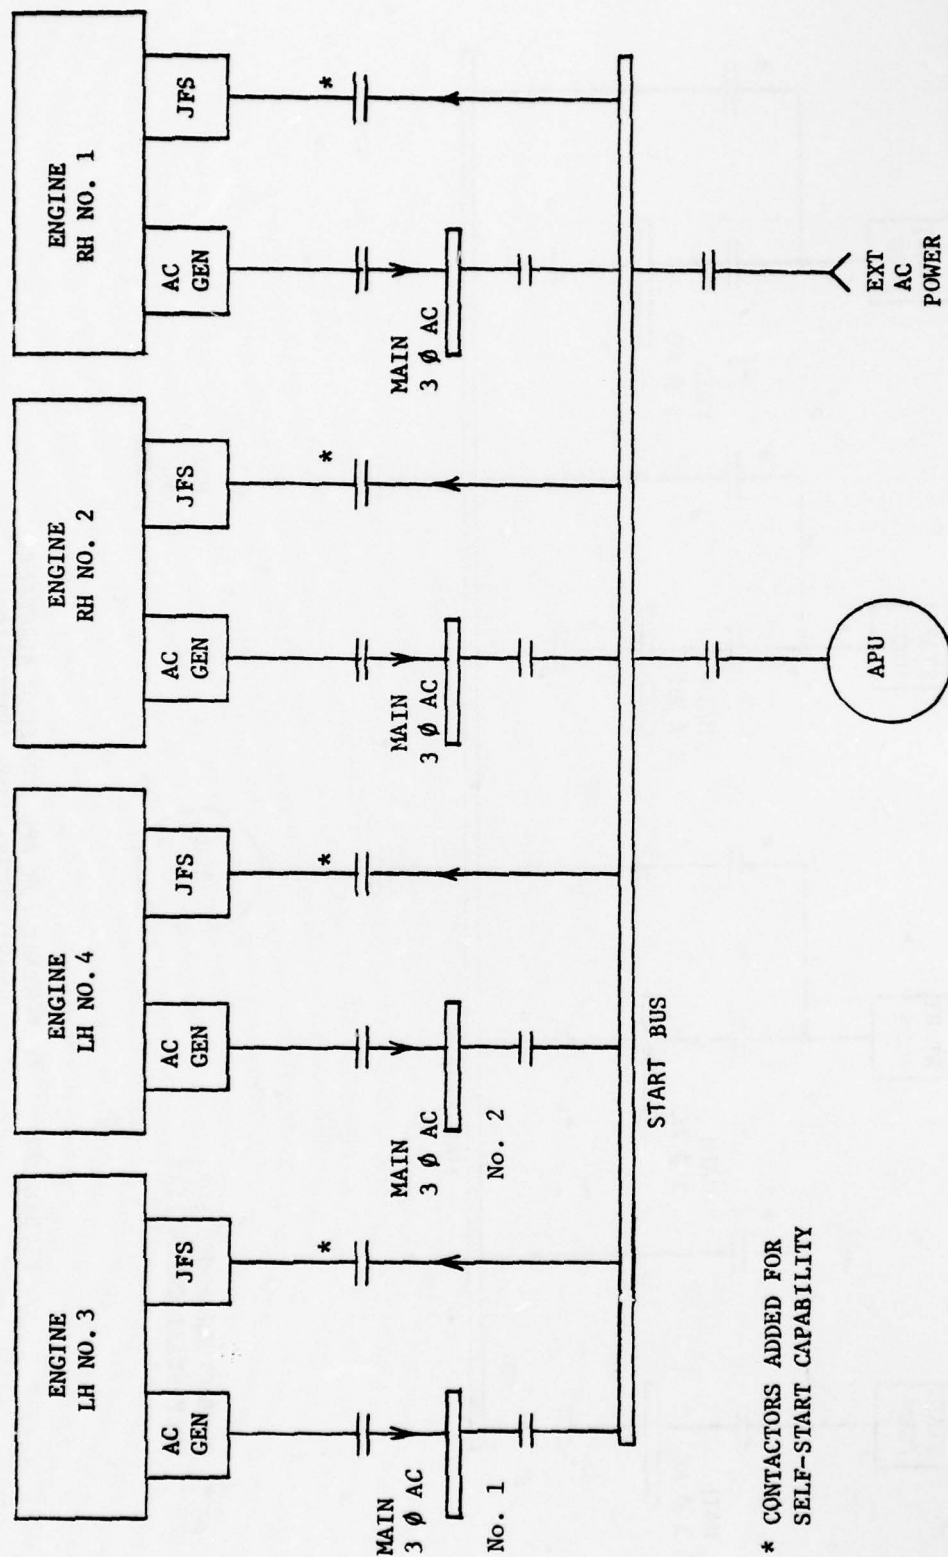 ENGINE
LH NO. 3
AC
GEN
JFS
ENGINE
LH NO. 4
AC
GEN
JFS
ENGINE
RH NO. 2
AC
GEN
JFS
ENGINE
RH NO. 1
AC
GEN
JFS
*
*
*
*
MAIN
3 Ø AC
No. 1
MAIN
3 Ø AC
No. 2
MAIN
3 Ø AC
MAIN
3 Ø AC
START BUS
APU
EXT
AC
POWER
* CONTACTORS ADDED FOR
SELF-START CAPABILITY